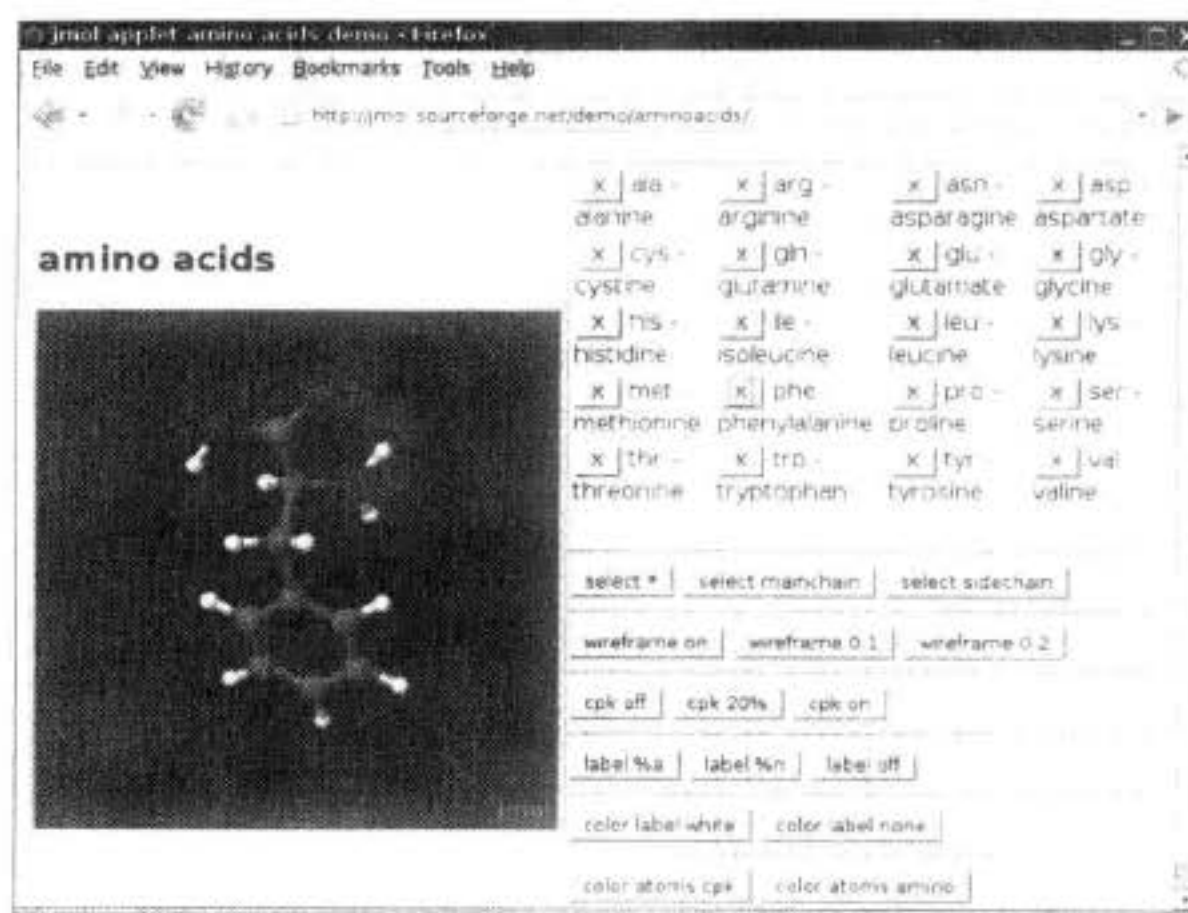 jmol applet amino acids demo - Firefox
File Edit View History Bookmarks Tools Help
http://jmol.sourceforge.net/demo/aminoacids/
amino acids
x ala - x arg - x asn - x asp
alanine arginine asparagine aspartate
x cys - x gln - x glu - x gly -
cystine glutamine glutamate glycine
x his - x ile - x leu - x lys
histidine isoleucine leucine lysine
x met x phe x pro - x ser -
methionine phenylalanine proline serine
x thr - x trp - x tyr x val
threonine tryptophan tyrosine valine
select * select mainchain select sidechain
wireframe on wireframe 0.1 wireframe 0.2
cpk off cpk 20% cpk on
label %a label %n label off
color label white color label none
color atoms cpk color atoms amino